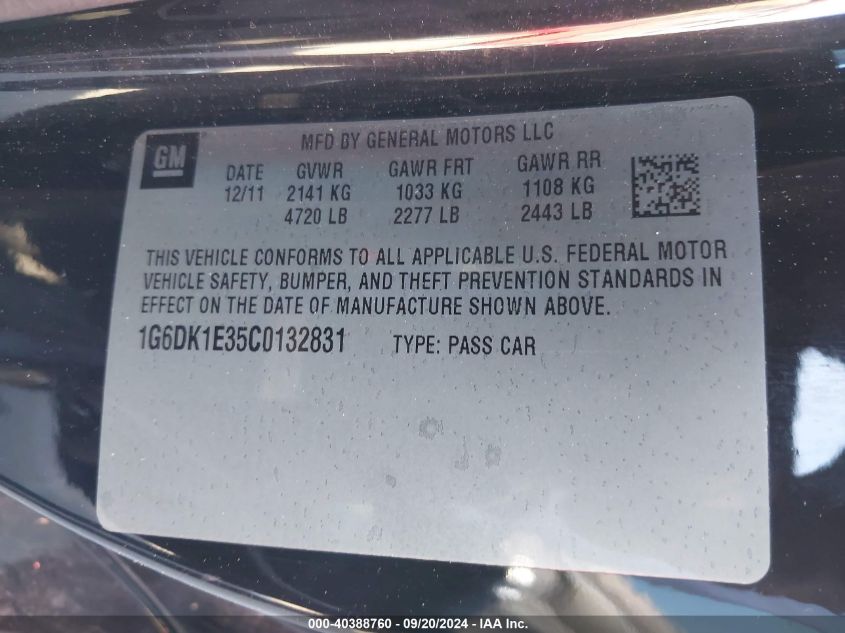 MFD BY GENERAL MOTORS LLC
GM
DATE GVWR GAWR FRT GAWR RR
12/11 2141 KG 1033 KG 1108 KG
4720 LB 2277 LB 2443 LB
THIS VEHICLE CONFORMS TO ALL APPLICABLE U.S. FEDERAL MOTOR
VEHICLE SAFETY, BUMPER, AND THEFT PREVENTION STANDARDS IN
EFFECT ON THE DATE OF MANUFACTURE SHOWN ABOVE.
1G6DK1E35C0132831 TYPE: PASS CAR
000-40388760 - 09/20/2024 - IAA Inc.